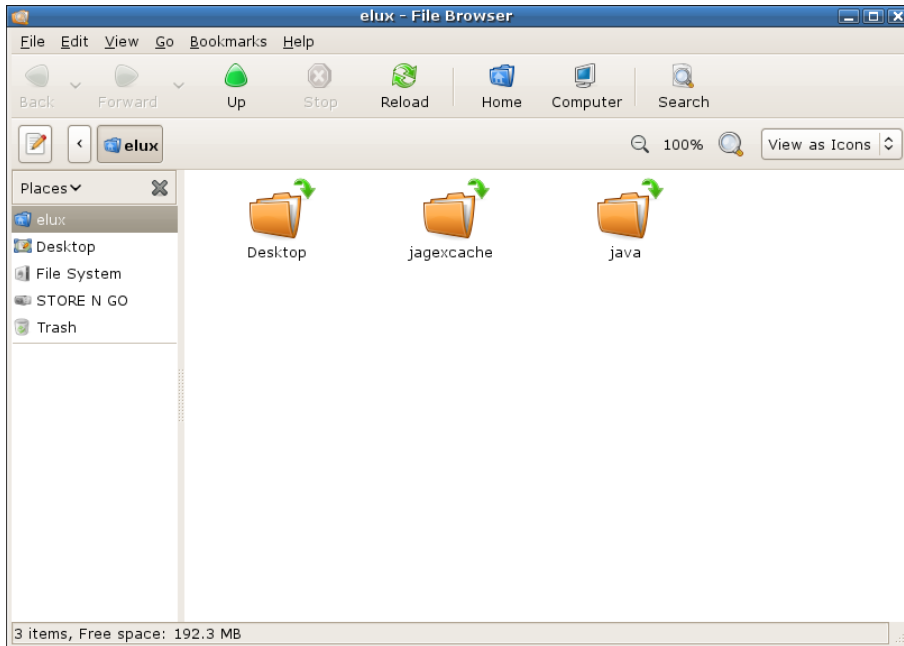 elux - File Browser
File Edit View Go Bookmarks Help
Back Forward Up Stop Reload Home Computer Search
elux 100% View as Icons
Places
elux
Desktop
File System
STORE N GO
Trash
Desktop jagexcache java
3 items, Free space: 192.3 MB